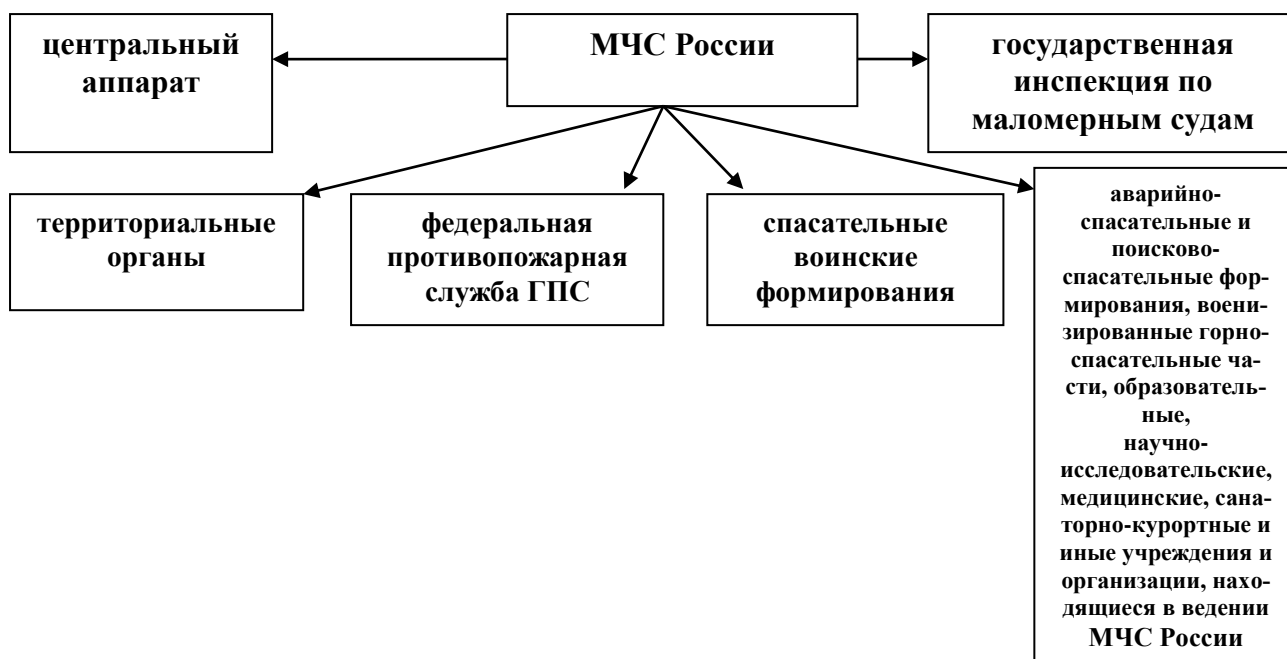 центральный
аппарат
МЧС России
государственная
инспекция по
маломерным судам
территориальные
органы
федеральная
противопожарная
служба ГПС
спасательные
воинские
формирования
аварийно-
спасательные и
поисково-
спасательные фор-
мирования, воени-
зированные горно-
спасательные ча-
сти, образователь-
ные,
научно-
исследовательские,
медицинские, сана-
торно-курортные и
иные учреждения и
организации, нахо-
дящиеся в ведении
МЧС России